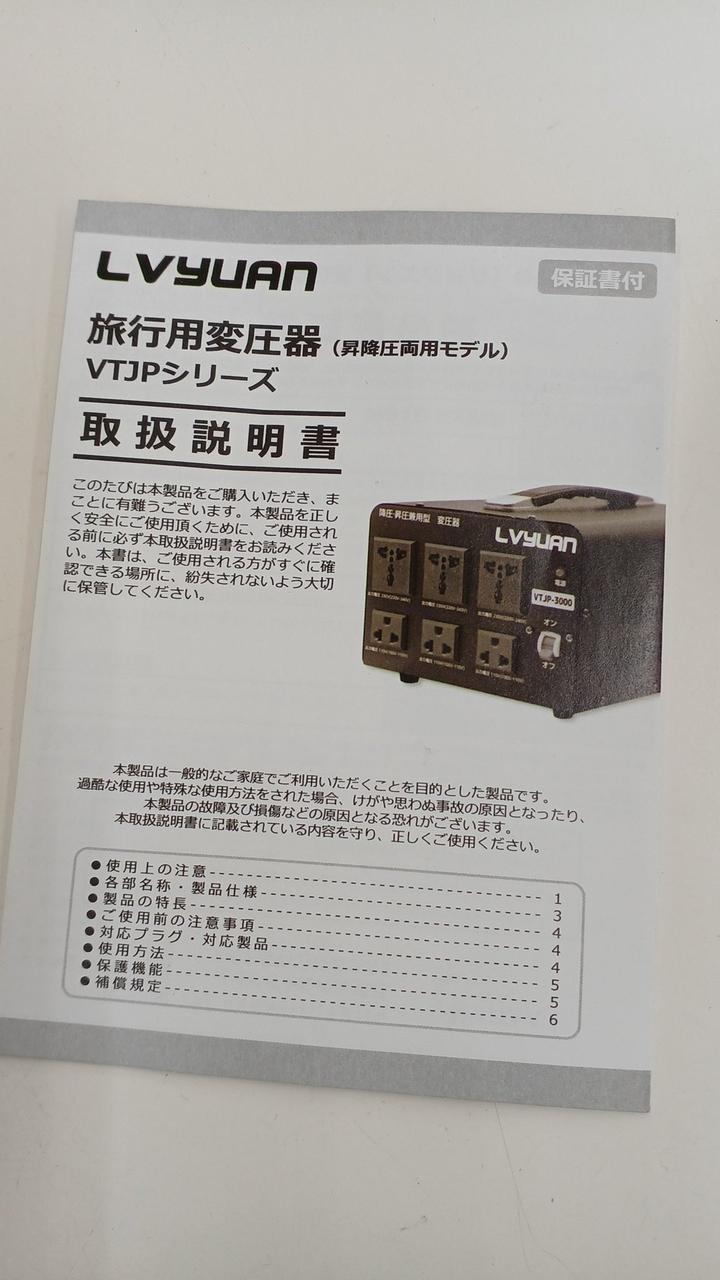 LVYUAN
保証書付
旅行用変圧器(昇降圧両用モデル)
VTJPシリーズ
取扱説明書
このたびは本製品をご購入いただき、ま
ことに有難うございます。本製品を正し
く安全にご使用頂くために、ご使用され
る前に必ず本取扱説明書をお読みくださ
い。本書は、ご使用される方がすぐに確
認できる場所に、紛失されないよう大切
に保管してください。
降圧・昇圧兼用型 変圧器
LVYUAN
電源
VTJP-3000
オン
オフ
本製品は一般的なご家庭でご利用いただくことを目的とした製品です。
過酷な使用や特殊な使用方法をされた場合、けがや思わぬ事故の原因となったり、
本製品の故障及び損傷などの原因となる恐れがございます。
本取扱説明書に記載されている内容を守り、正しくご使用ください。
●使用上の注意 1
●各部名称・製品仕様 3
●製品の特長 4
●ご使用前の注意事項 4
●対応プラグ・対応製品 4
●使用方法 5
●保護機能 5
●補償規定 6